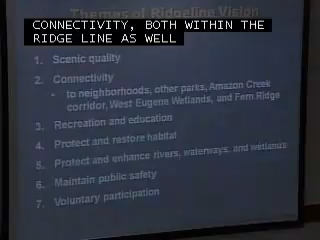 Themes of Ridgeline Vision
CONNECTIVITY, BOTH WITHIN THE
RIDGE LINE AS WELL
1. Scenic quality
2. Connectivity
- to neighborhoods, other parks, Amazon Creek
corridor, West Eugene Wetlands, and Fern Ridge
3. Recreation and education
4. Protect and restore habitat
5. Protect and enhance rivers, waterways, and wetlands
6. Maintain public safety
7. Voluntary participation